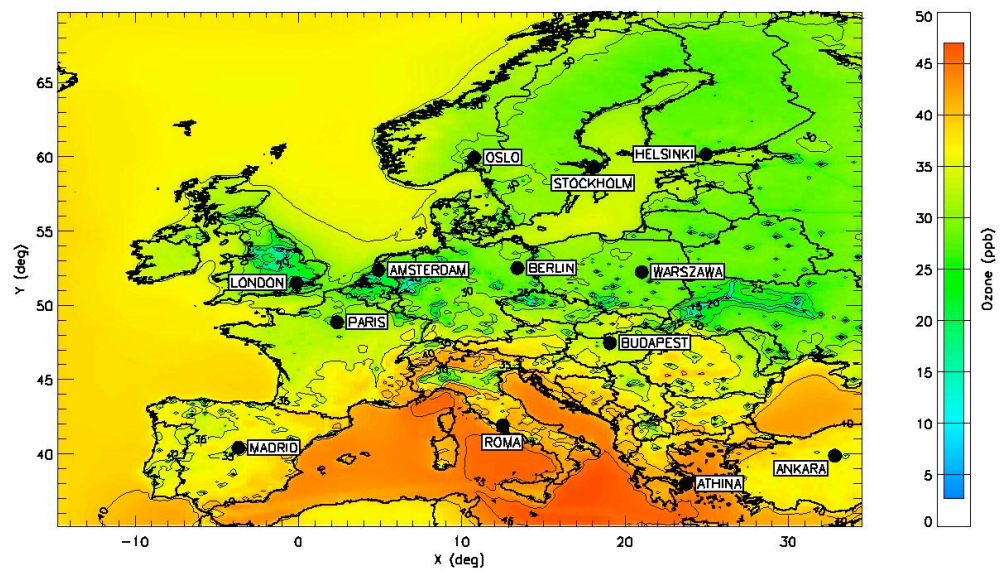 65
60
55
50
45
40
Y (deg)
-10
0
10
20
30
X (deg)
OSLO
HELSINKI
STOCKHOLM
AMSTERDAM
BERLIN
WARSZAWA
LONDON
PARIS
BUDAPEST
MADRID
ROMA
ANKARA
ATHINA
50
45
40
35
30
25
20
15
10
5
0
Ozone (ppb)